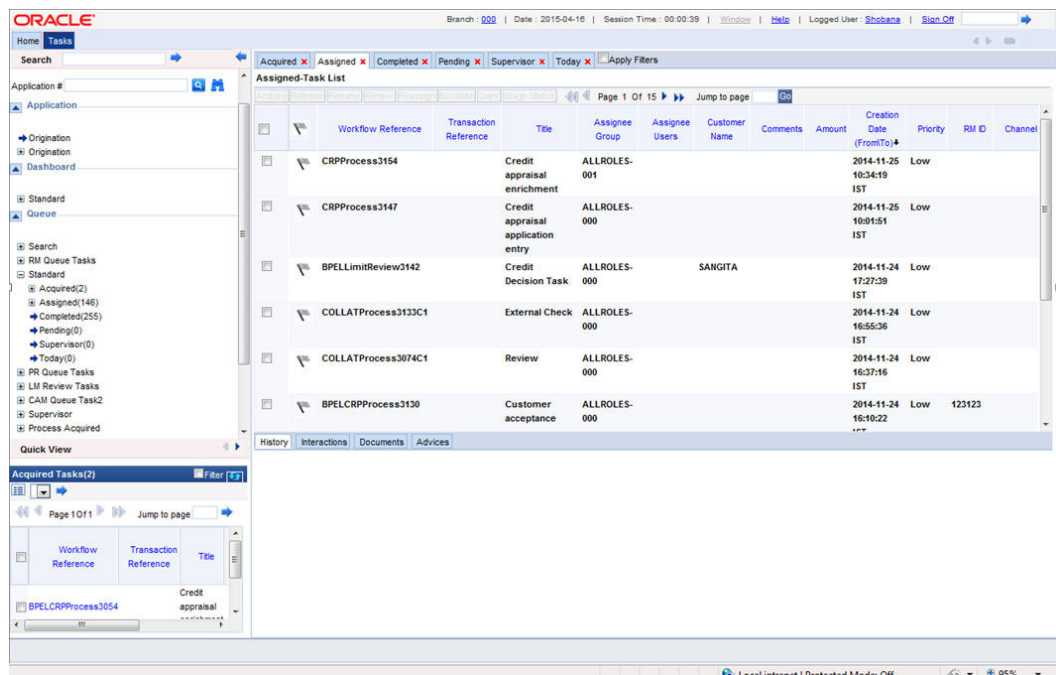 ORACLE
Branch : 000 | Date : 2015-04-16 | Session Time : 00:00:39 | Window | Help | Logged User : Shobana | Sign Off
Home Tasks
Search
Application #
Application
Origination
Origination
Dashboard
Standard
Queue
Search
RM Queue Tasks
Standard
Acquired(2)
Assigned(146)
Completed(255)
Pending(0)
Supervisor(0)
Today(0)
PR Queue Tasks
LM Review Tasks
CAM Queue Task2
Supervisor
Process Acquired
Quick View
Acquired Tasks(2) Filter
Page 1Of1 Jump to page
Workflow Reference Transaction Reference Title
BPELCRPProcess3054 Credit appraisal
Acquired Assigned Completed Pending Supervisor Today Apply Filters
Assigned-Task List
Page 1 Of 15 Jump to page Go
Workflow Reference Transaction Reference Title Assignee Group Assignee Users Customer Name Comments Amount Creation Date (From\To) Priority RM ID Channel
CRPProcess3154 Credit appraisal enrichment ALLROLES-001 2014-11-25 10:34:19 IST Low
CRPProcess3147 Credit appraisal application entry ALLROLES-000 2014-11-25 10:01:51 IST Low
BPELLimitReview3142 Credit Decision Task ALLROLES-000 SANGITA 2014-11-24 17:27:39 IST Low
COLLATProcess3133C1 External Check ALLROLES-000 2014-11-24 16:55:36 IST Low
COLLATProcess3074C1 Review ALLROLES-000 2014-11-24 16:37:16 IST Low
BPELCRPProcess3130 Customer acceptance ALLROLES-000 2014-11-24 16:10:22 Low 123123
History Interactions Documents Advices
95%